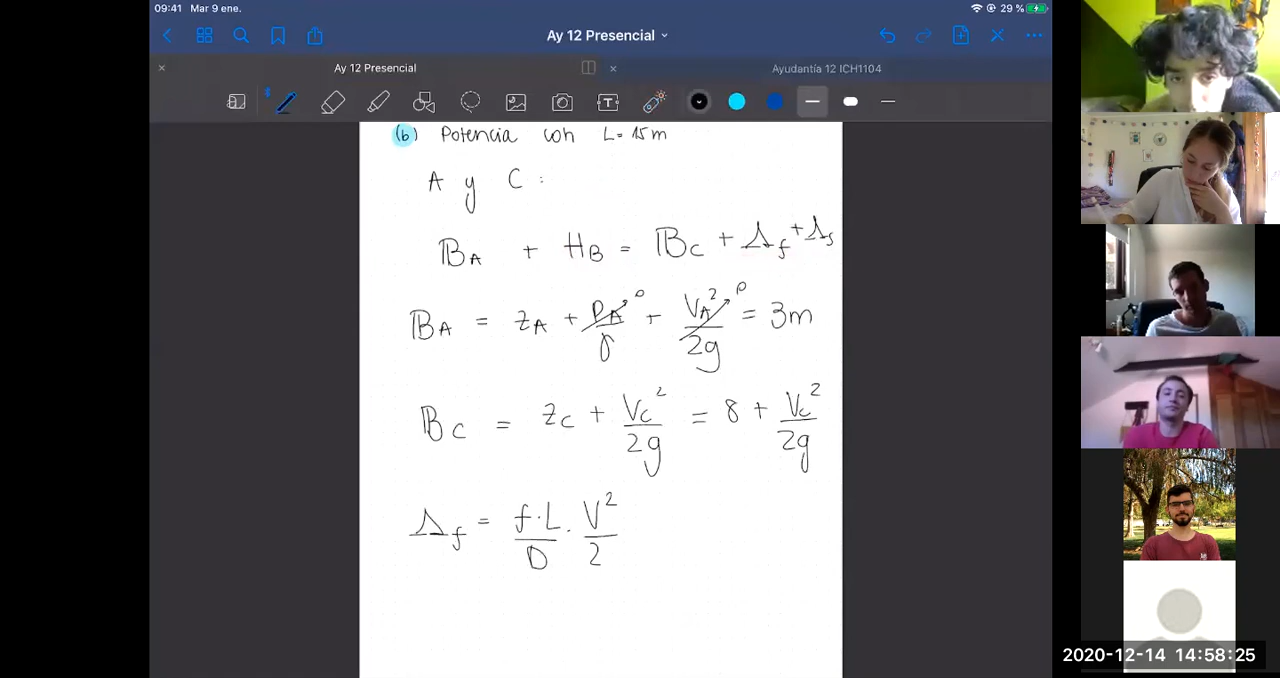 09:41 Mar 9 ene.
29 %
Ay 12 Presencial
Ay 12 Presencial
Ayudantía 12 ICH1104
(b) Potencia con L = 15 m
A y C :
𝔹A + HB = 𝔹C + Δf + Δs
𝔹A = zA + PA/γ + VA²/2g = 3m
𝔹C = zC + VC²/2g = 8 + VC²/2g
Δf = f·L/D · V²/2
2020-12-14 14:58:25